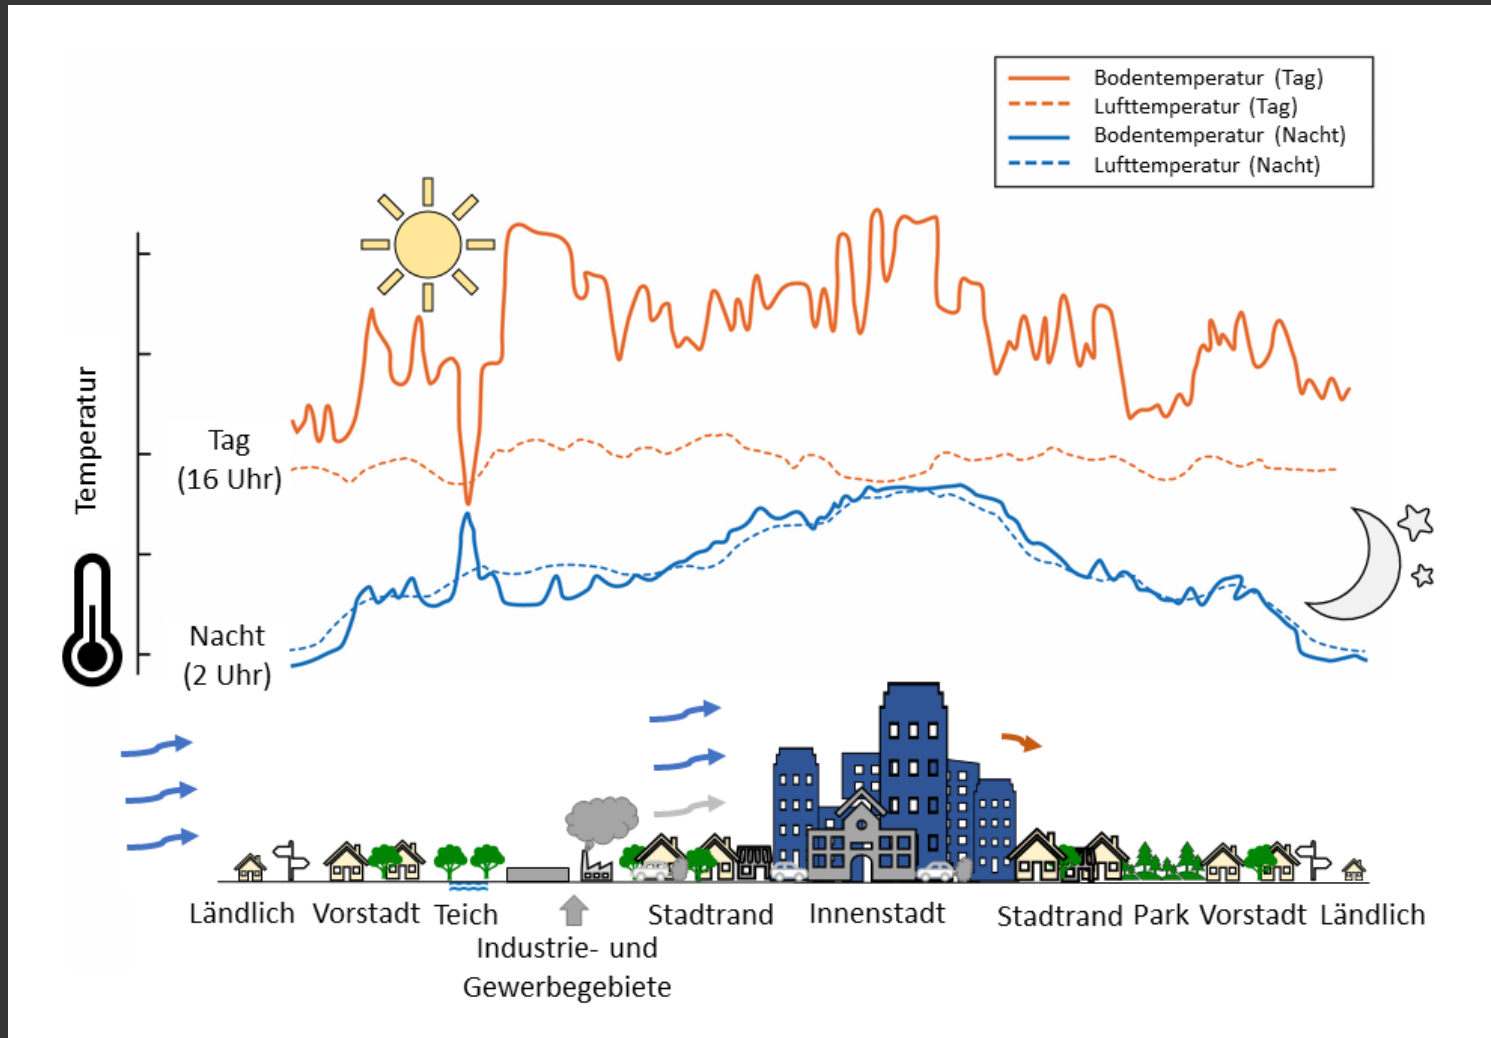 Bodentemperatur (Tag)
Lufttemperatur (Tag)
Bodentemperatur (Nacht)
Lufttemperatur (Nacht)
Temperatur
Tag
(16 Uhr)
Nacht
(2 Uhr)
Ländlich Vorstadt Teich Stadtrand Innenstadt Stadtrand Park Vorstadt Ländlich
Industrie- und
Gewerbegebiete